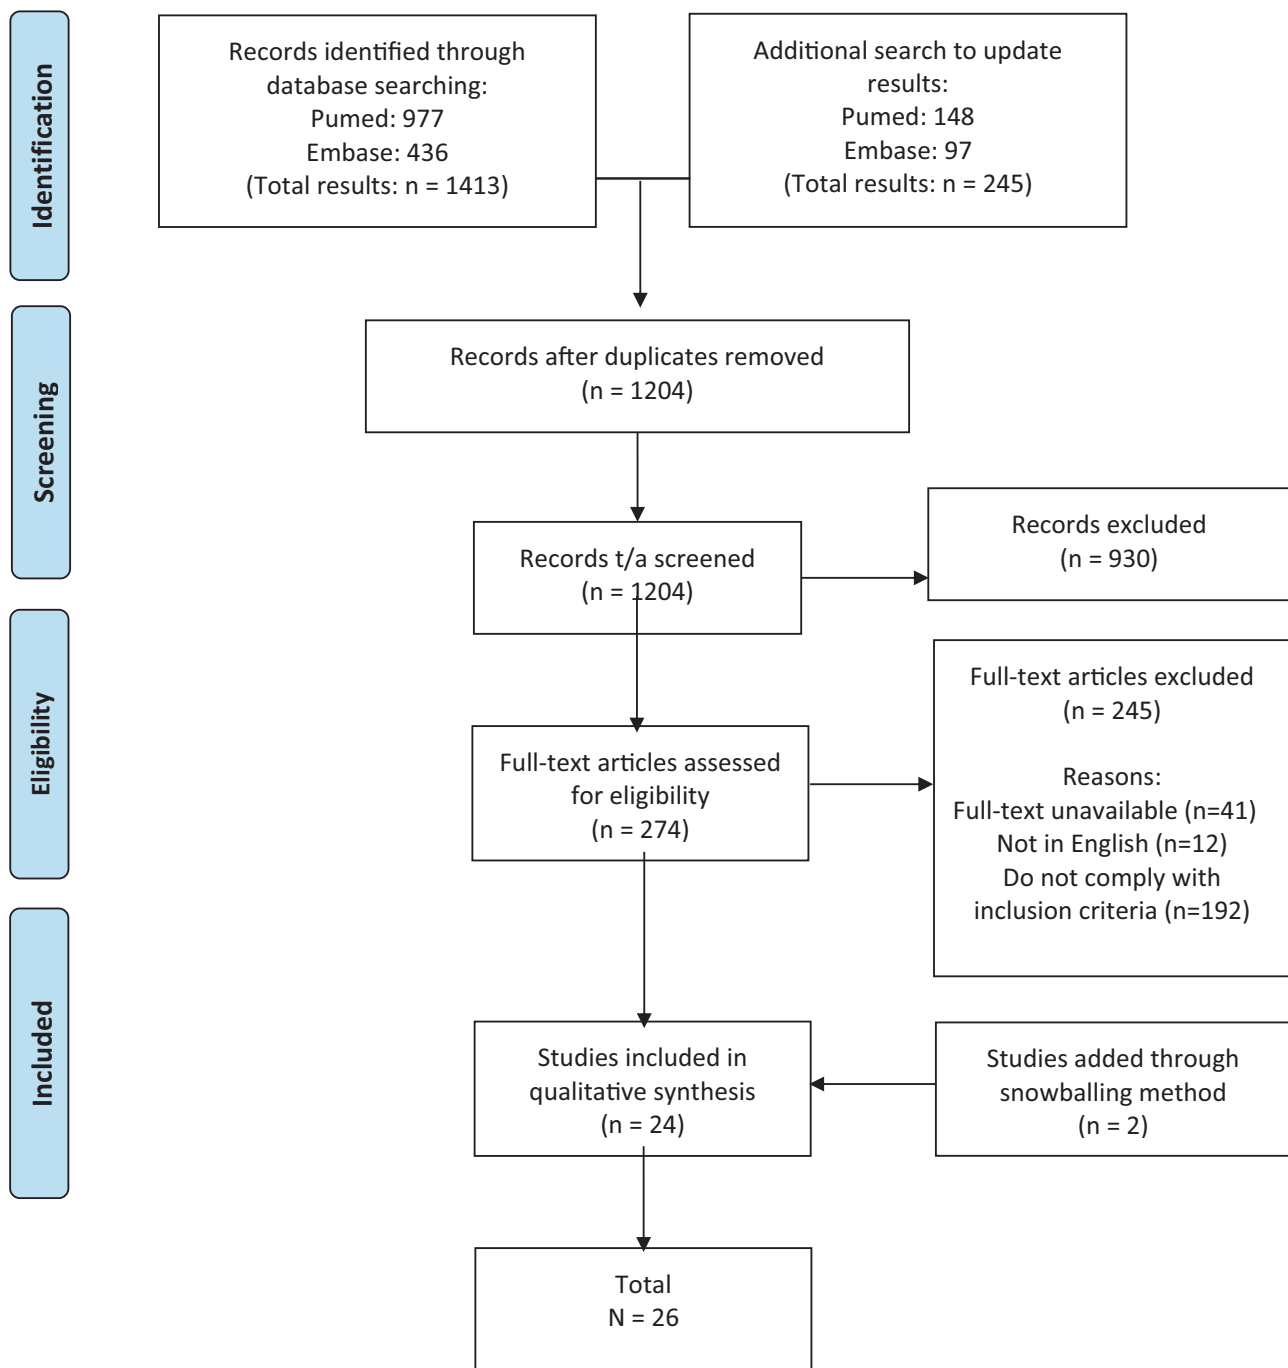 Identification
Records identified through
database searching:
Pumed: 977
Embase: 436
(Total results: n = 1413)
Additional search to update
results:
Pumed: 148
Embase: 97
(Total results: n = 245)
Screening
Records after duplicates removed
(n = 1204)
Records t/a screened
(n = 1204)
Records excluded
(n = 930)
Eligibility
Full-text articles assessed
for eligibility
(n = 274)
Full-text articles excluded
(n = 245)
Reasons:
Full-text unavailable (n=41)
Not in English (n=12)
Do not comply with
inclusion criteria (n=192)
Included
Studies included in
qualitative synthesis
(n = 24)
Studies added through
snowballing method
(n = 2)
Total
N = 26